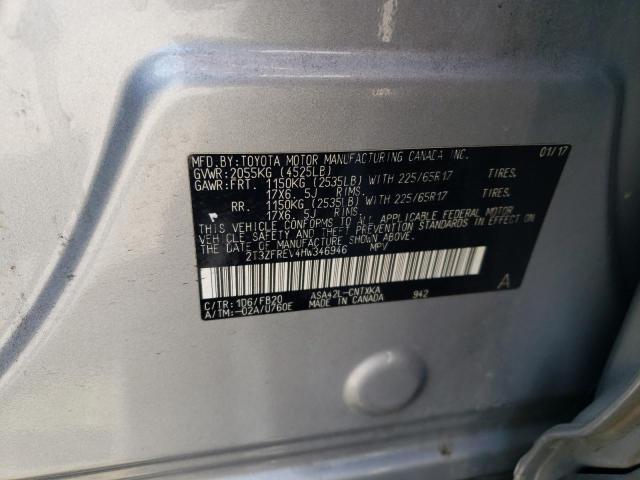 MFD. BY: TOYOTA MOTOR MANUFACTURING CANADA INC. 01/17
GVWR: 2055KG (4525LB)
GAWR: FRT. 1150KG (2535LB) WITH 225/65R17 TIRES.
17X6. 5J RIMS.
RR. 1150KG (2535LB) WITH 225/65R17 TIRES.
17X6. 5J RIMS.
THIS VEHICLE CONFORMS TO ALL APPLICABLE FEDERAL MOTOR
VEHICLE SAFETY AND THEFT PREVENTION STANDARDS IN EFFECT ON
THE DATE OF MANUFACTURE SHOWN ABOVE.
2T3ZFREV4HW346946 MPV
C/TR: 1D6/FB20 ASA42L-CNTXKA 942 A
A/TM: -02A/U760E MADE IN CANADA